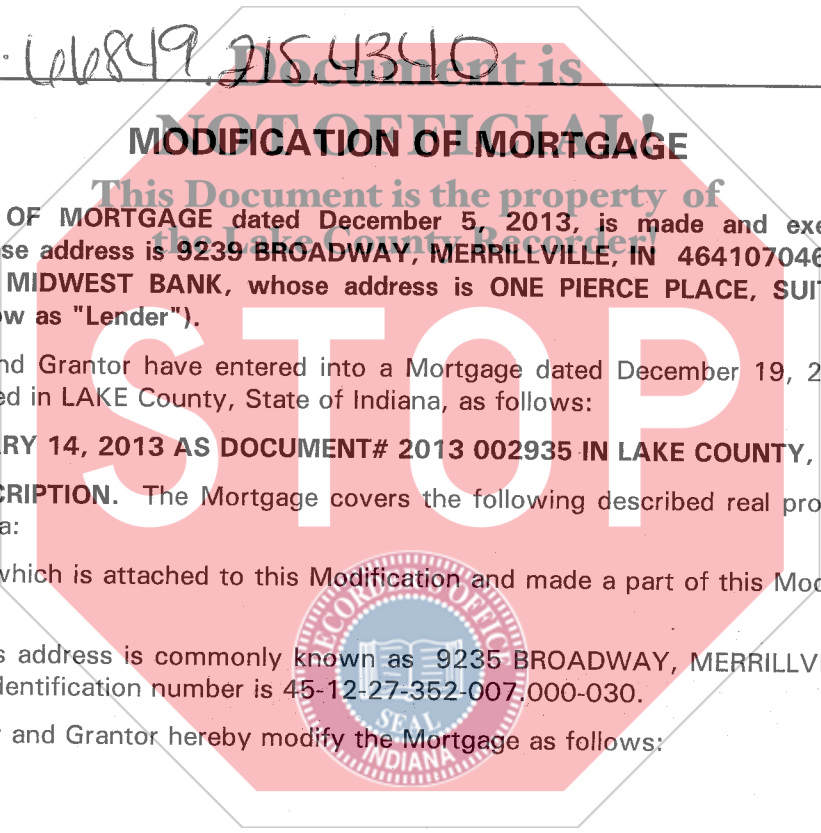 66849.215.4340
Document is
NOT OFFICIAL!
MODIFICATION OF MORTGAGE
This Document is the property of
the Lake County Recorder!
OF MORTGAGE dated December 5, 2013, is made and exe
se address is 9239 BROADWAY, MERRILLVILLE, IN 464107046
MIDWEST BANK, whose address is ONE PIERCE PLACE, SUIT
ow as "Lender").
nd Grantor have entered into a Mortgage dated December 19, 2
ed in LAKE County, State of Indiana, as follows:
RY 14, 2013 AS DOCUMENT# 2013 002935 IN LAKE COUNTY,
STOP
CRIPTION. The Mortgage covers the following described real pro
a:
which is attached to this Modification and made a part of this Mod
s address is commonly known as 9235 BROADWAY, MERRILLV
dentification number is 45-12-27-352-007.000-030.
r and Grantor hereby modify the Mortgage as follows:
RECORDER'S OFFICE
SEAL
INDIANA